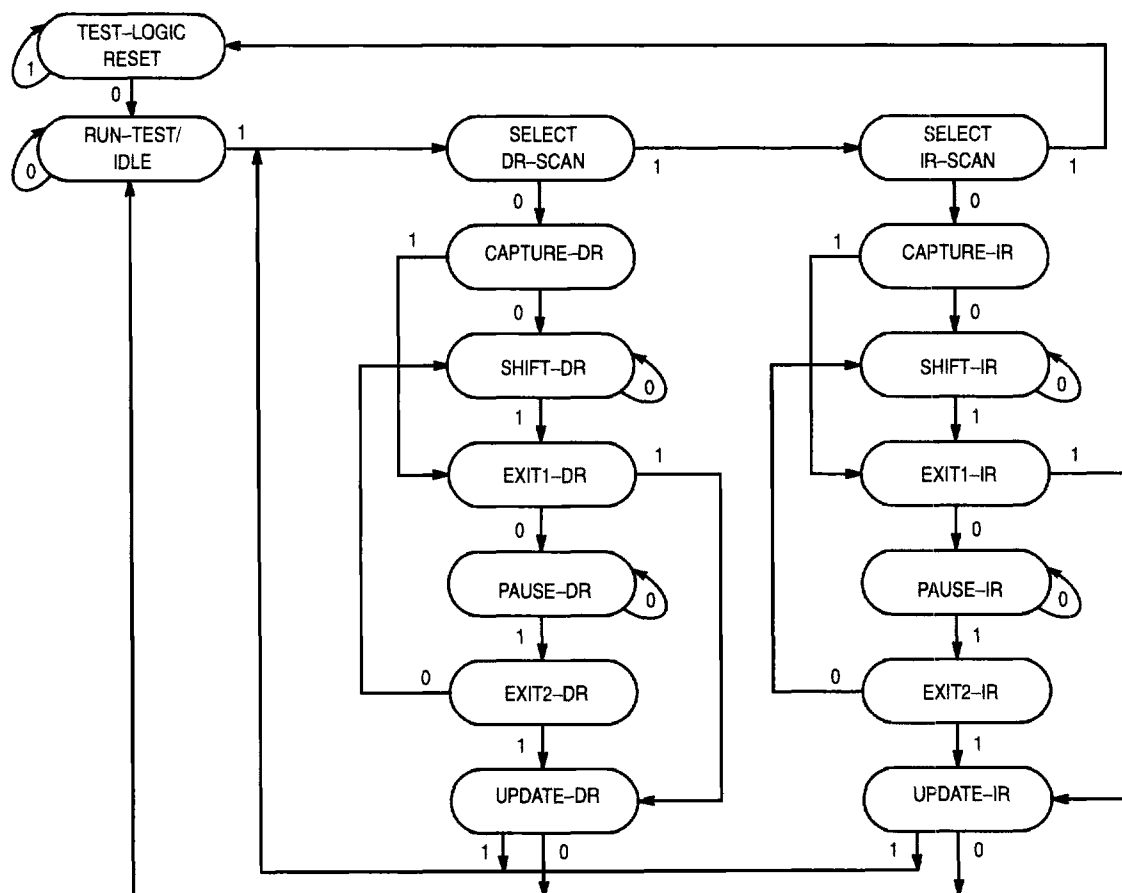 TEST–LOGIC
RESET
1
0
RUN–TEST/
IDLE
0
1
SELECT
DR–SCAN
1
SELECT
IR–SCAN
1
0
0
1
CAPTURE–DR
1
CAPTURE–IR
0
0
SHIFT–DR
0
SHIFT–IR
0
1
1
EXIT1–DR
1
EXIT1–IR
1
0
0
PAUSE–DR
0
PAUSE–IR
0
1
1
0
EXIT2–DR
0
EXIT2–IR
1
1
UPDATE–DR
UPDATE–IR
1
0
1
0